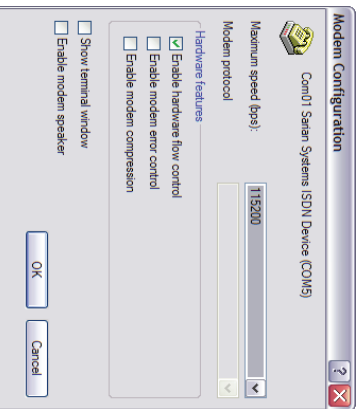 Modem Configuration
Com01 Sarian Systems ISDN Device (COM5)
Maximum speed (bps):
115200
Modem protocol
Hardware features
Enable hardware flow control
Enable modem error control
Enable modem compression
Show terminal window
Enable modem speaker
OK
Cancel